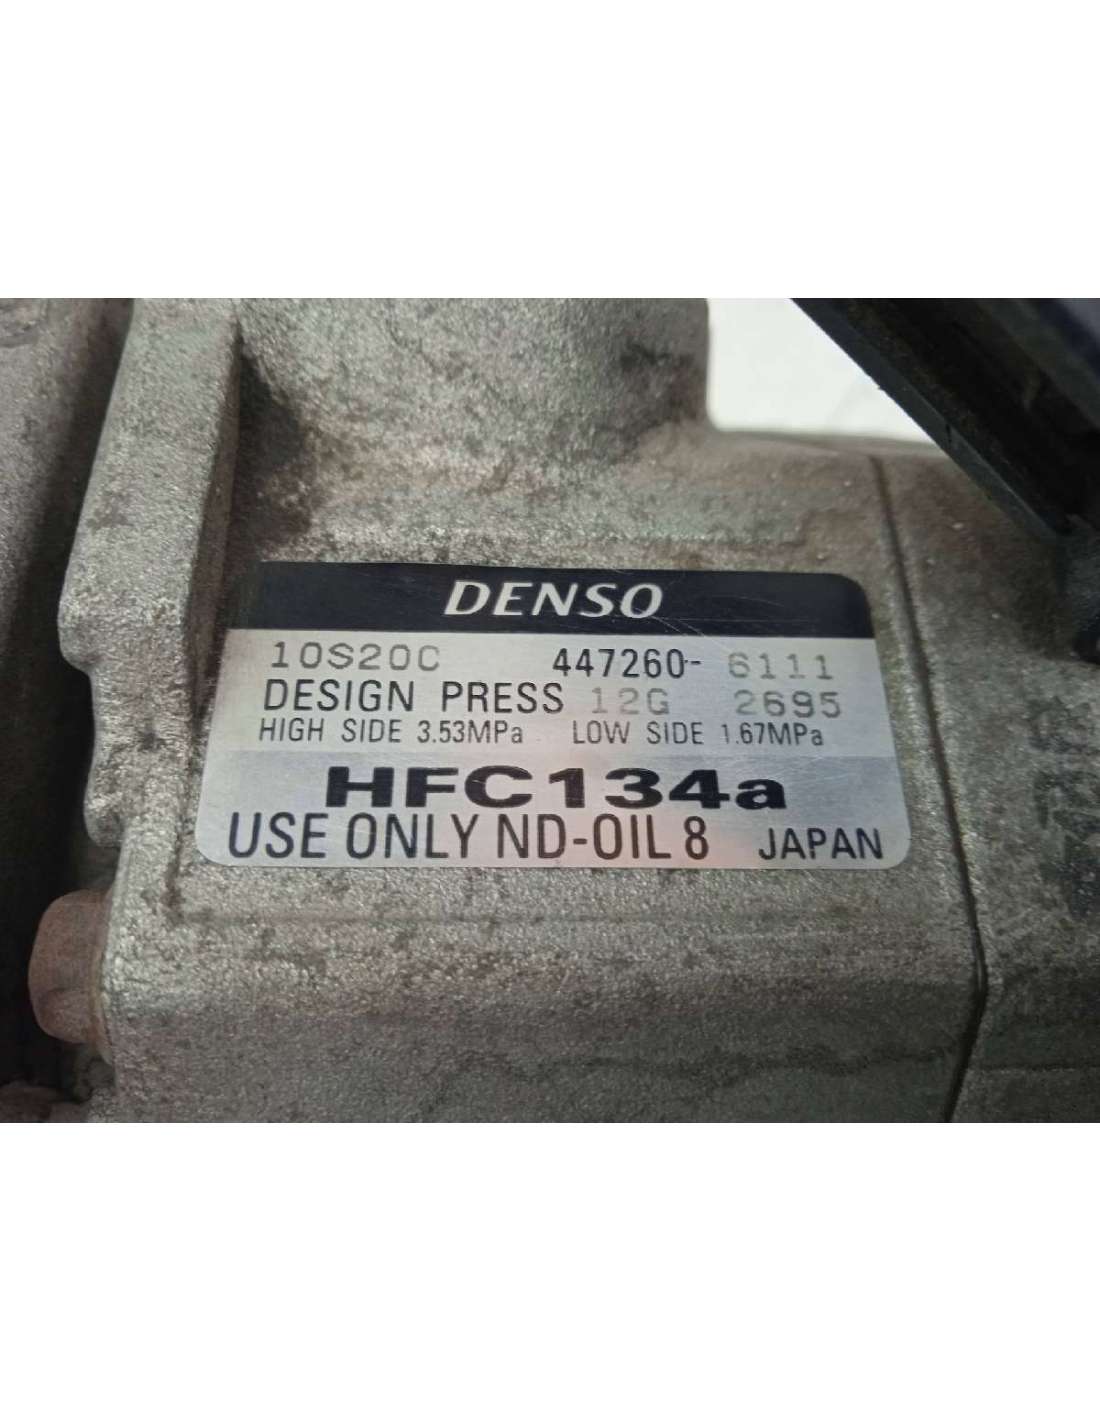 DENSO
10S20C 447260-6111
DESIGN PRESS 12G 2695
HIGH SIDE 3.53MPa LOW SIDE 1.67MPa
HFC134a
USE ONLY ND-OIL 8 JAPAN